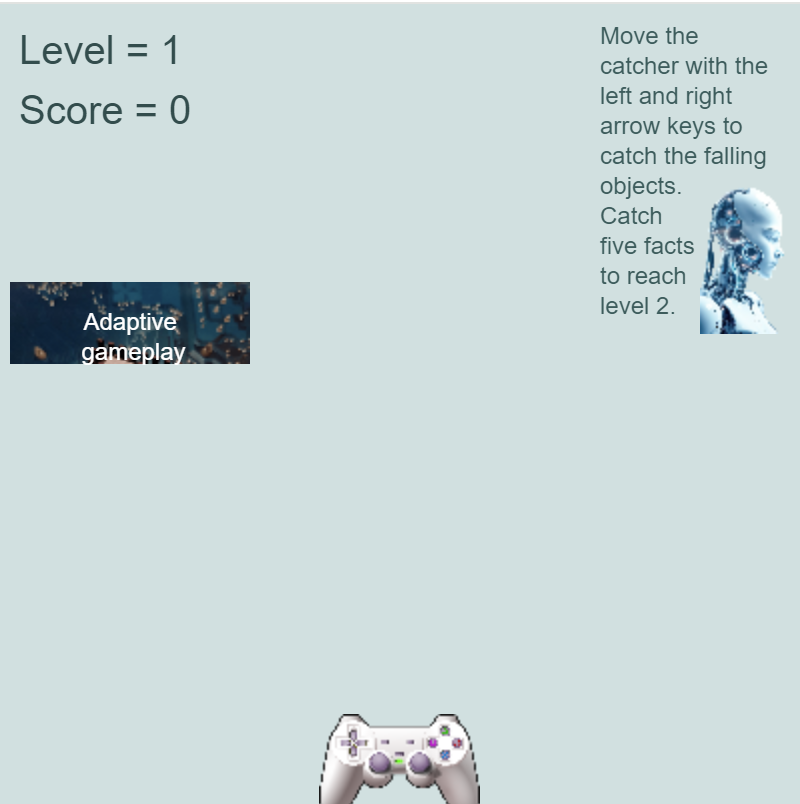 Level = 1
Score = 0
Move the
catcher with the
left and right
arrow keys to
catch the falling
objects.
Catch
five facts
to reach
level 2.
Adaptive
gameplay